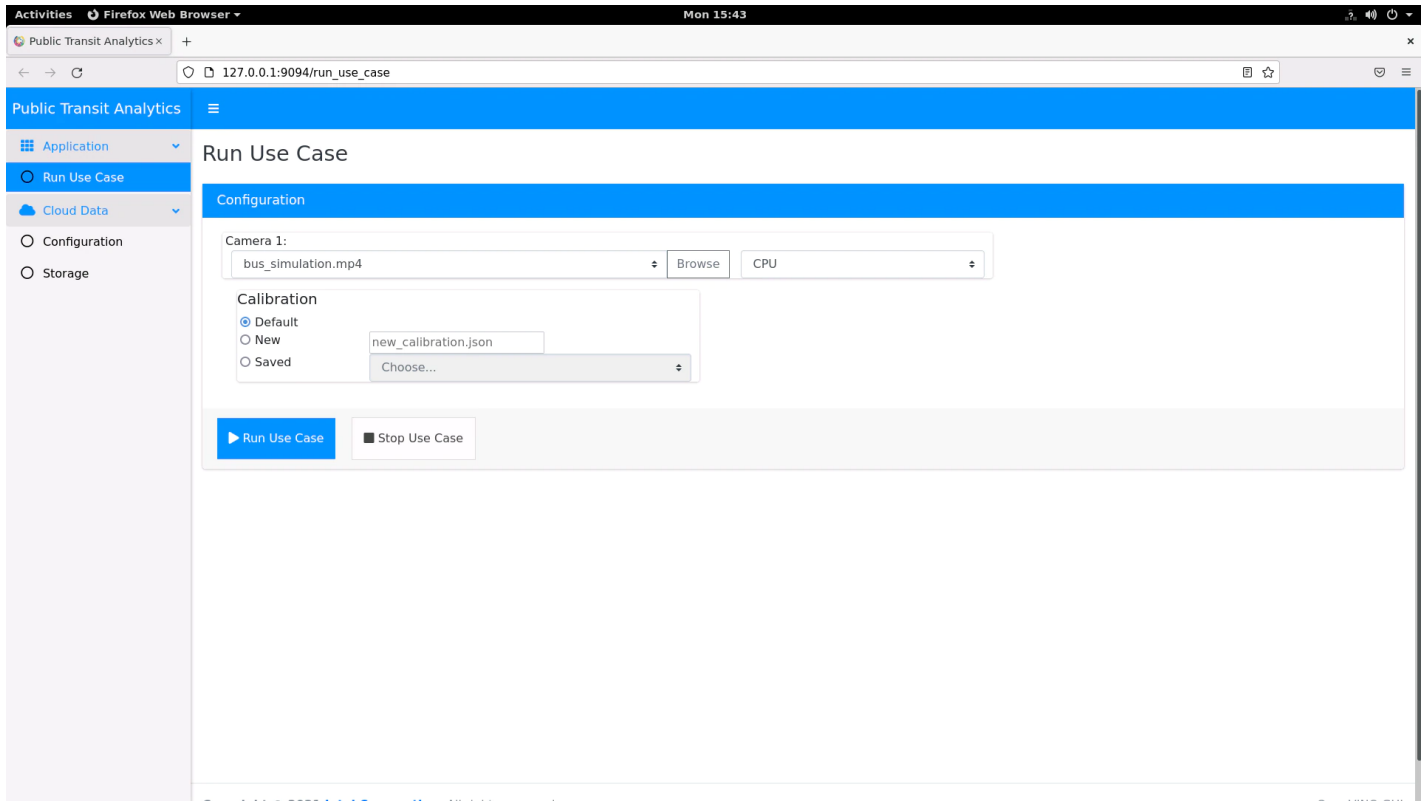 Activities Firefox Web Browser Mon 15:43
Public Transit Analytics
127.0.0.1:9094/run_use_case
Public Transit Analytics
Application
Run Use Case
Cloud Data
Configuration
Storage
Run Use Case
Configuration
Camera 1:
bus_simulation.mp4 Browse CPU
Calibration
Default
New new_calibration.json
Saved Choose...
Run Use Case Stop Use Case